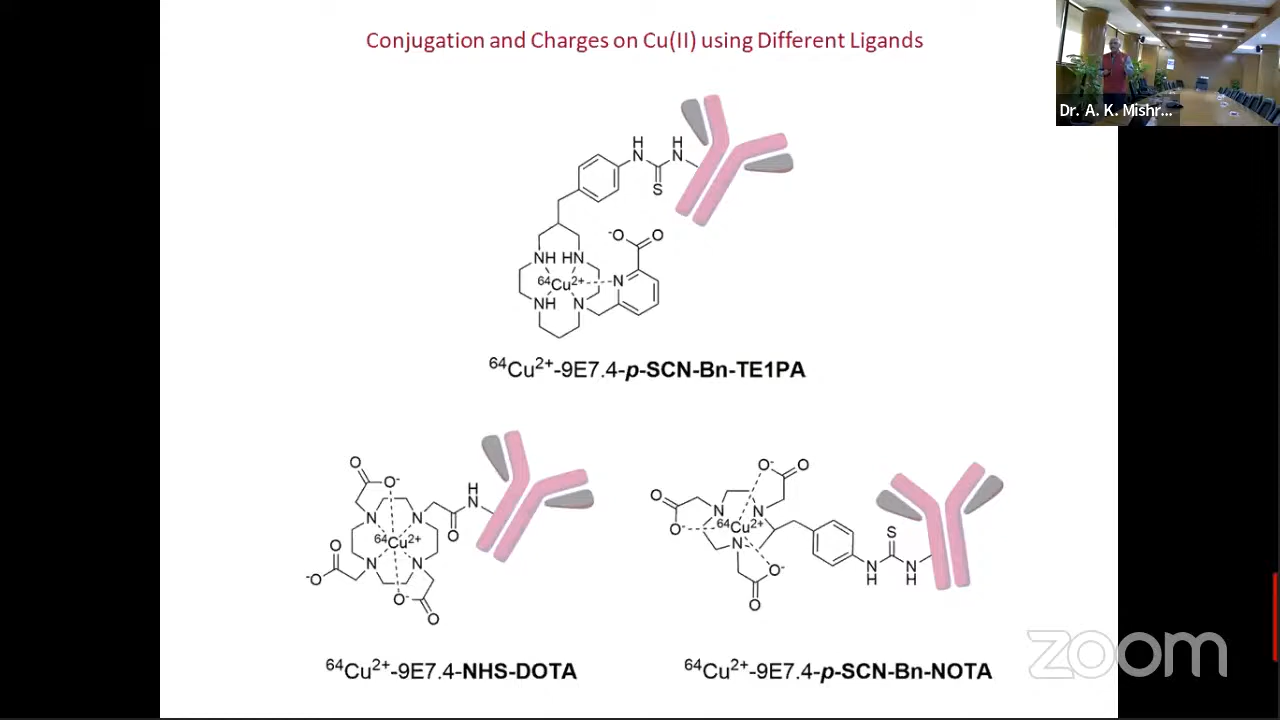 Conjugation and Charges on Cu(II) using Different Ligands
Dr. A. K. Mishr...
H H
N N
S
-O O
NH HN
64Cu2+ N
NH N
64Cu2+-9E7.4-p-SCN-Bn-TE1PA
O O-
H
N
N N
O
64Cu2+
O
-O N N
O-
O
64Cu2+-9E7.4-NHS-DOTA
O- O
O
N N
O- 64Cu2+
N
S
O-
N N
H H
O
64Cu2+-9E7.4-p-SCN-Bn-NOTA
zoom